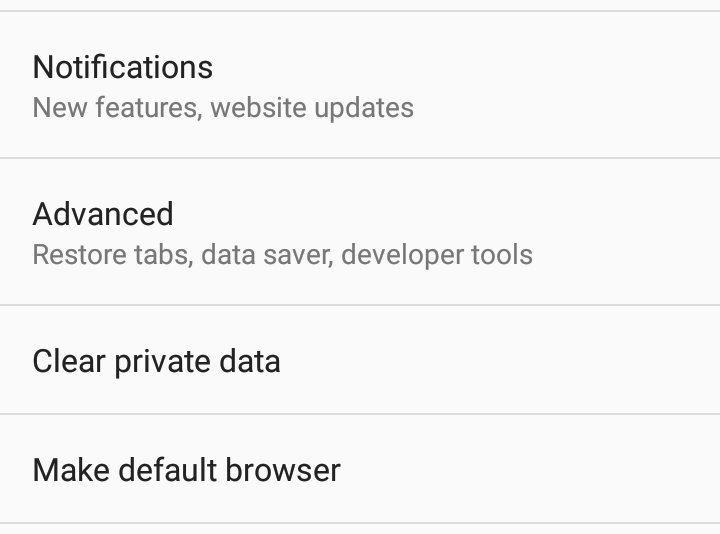 Notifications
New features, website updates
Advanced
Restore tabs, data saver, developer tools
Clear private data
Make default browser